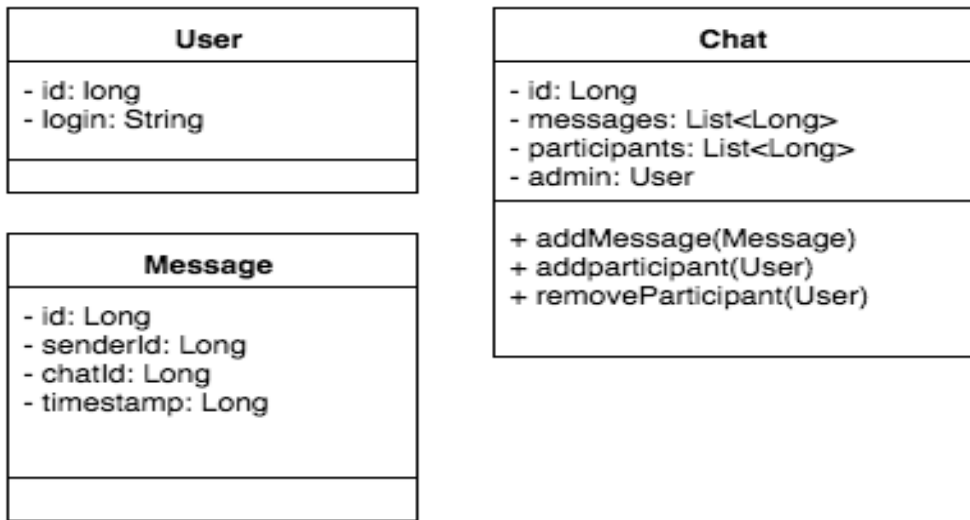 User
- id: long
- login: String
Message
- id: Long
- senderId: Long
- chatId: Long
- timestamp: Long
Chat
- id: Long
- messages: List<Long>
- participants: List<Long>
- admin: User
+ addMessage(Message)
+ addparticipant(User)
+ removeParticipant(User)